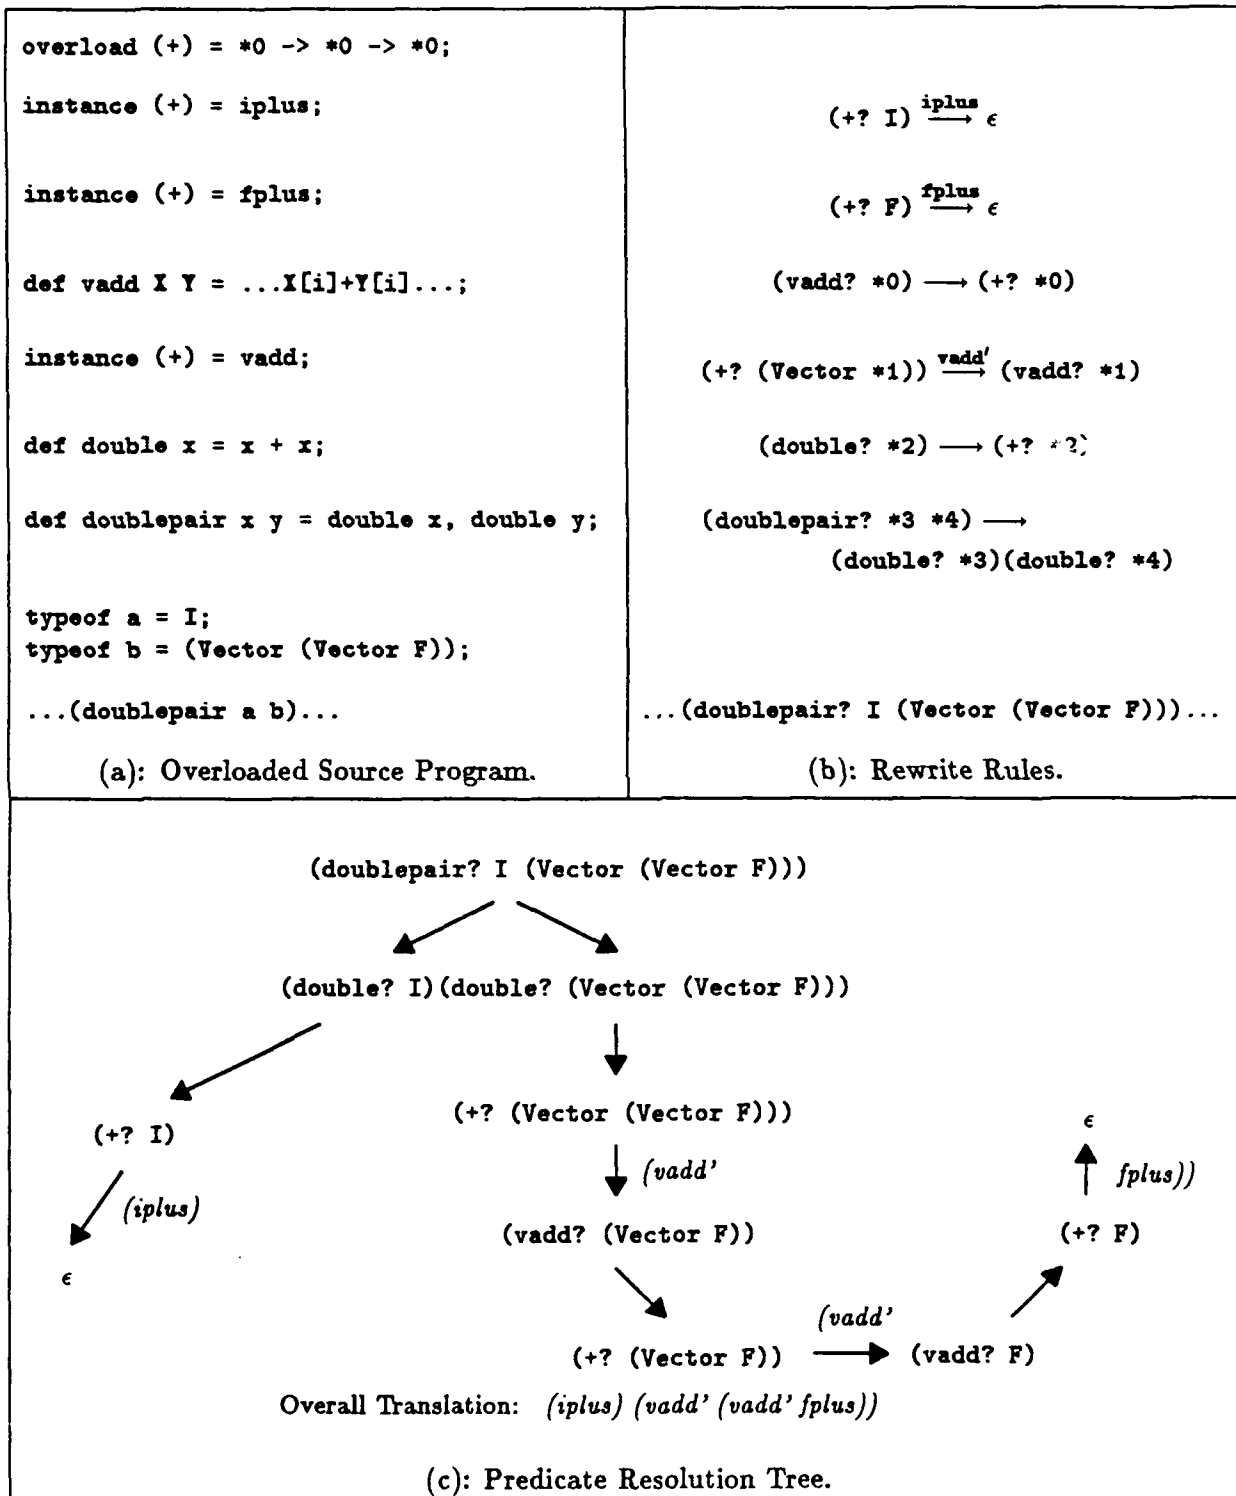 overload (+) = *0 -> *0 -> *0;
instance (+) = iplus;
instance (+) = fplus;
def vadd X Y = ...X[i]+Y[i]...;
instance (+) = vadd;
def double x = x + x;
def doublepair x y = double x, double y;
typeof a = I;
typeof b = (Vector (Vector F));
...(doublepair a b)...
(a): Overloaded Source Program.
(+? I) iplus ⟶ ϵ
(+? F) fplus ⟶ ϵ
(vadd? *0) ⟶ (+? *0)
(+? (Vector *1)) vadd' ⟶ (vadd? *1)
(double? *2) ⟶ (+? *2)
(doublepair? *3 *4) ⟶
(double? *3)(double? *4)
...(doublepair? I (Vector (Vector F)))...
(b): Rewrite Rules.
(doublepair? I (Vector (Vector F)))
(double? I)(double? (Vector (Vector F)))
(+? I)
(iplus)
ϵ
(+? (Vector (Vector F)))
(vadd'
(vadd? (Vector F))
(+? (Vector F))
(vadd'
(vadd? F)
(+? F)
fplus))
ϵ
Overall Translation: (iplus) (vadd' (vadd' fplus))
(c): Predicate Resolution Tree.